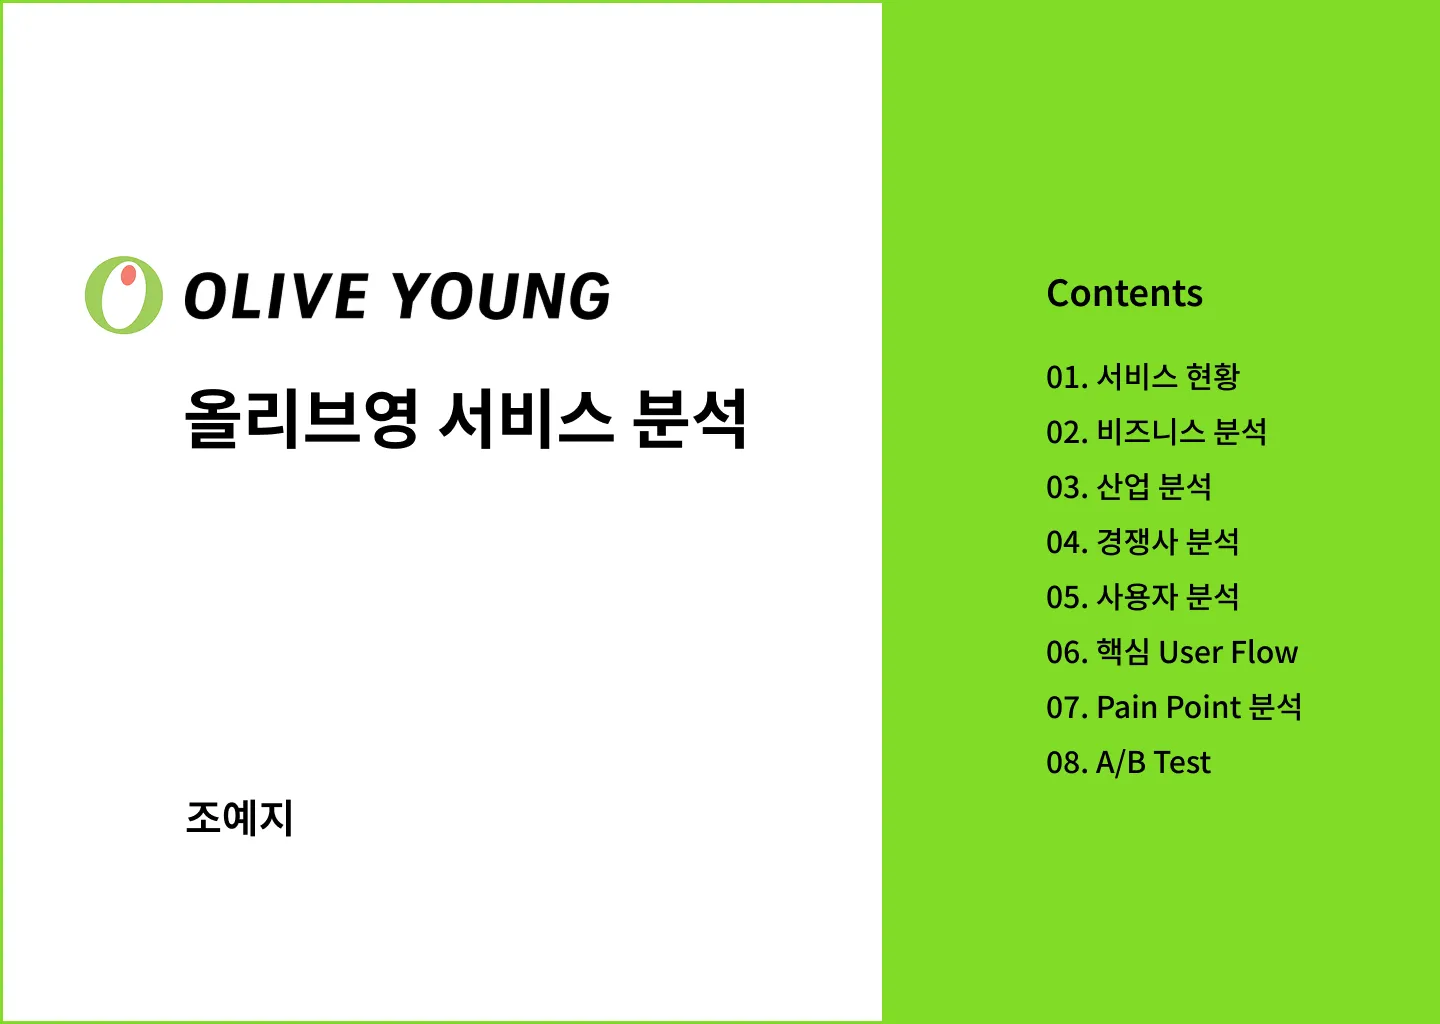 OLIVE YOUNG
올리브영 서비스 분석
조예지
Contents
01. 서비스 현황
02. 비즈니스 분석
03. 산업 분석
04. 경쟁사 분석
05. 사용자 분석
06. 핵심 User Flow
07. Pain Point 분석
08. A/B Test